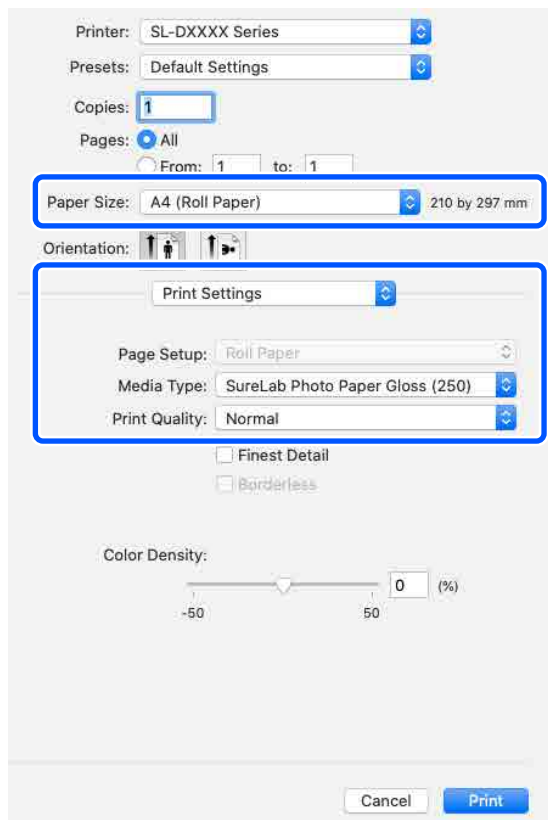 Printer: SL-DXXXX Series
Presets: Default Settings
Copies: 1
Pages: All
From: 1 to: 1
Paper Size: A4 (Roll Paper) 210 by 297 mm
Orientation:
Print Settings
Page Setup: Roll Paper
Media Type: SureLab Photo Paper Gloss (250)
Print Quality: Normal
Finest Detail
Borderless
Color Density:
0 (%)
-50 50
Cancel Print